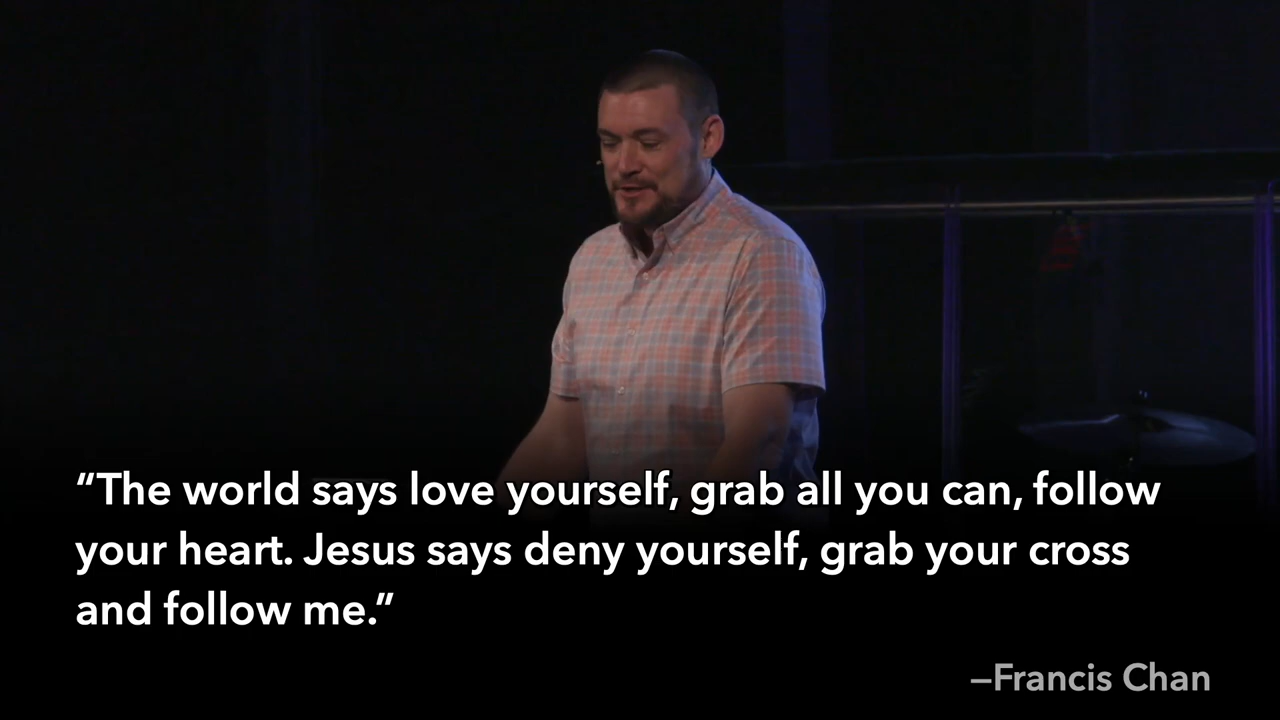 “The world says love yourself, grab all you can, follow
your heart. Jesus says deny yourself, grab your cross
and follow me.”
–Francis Chan